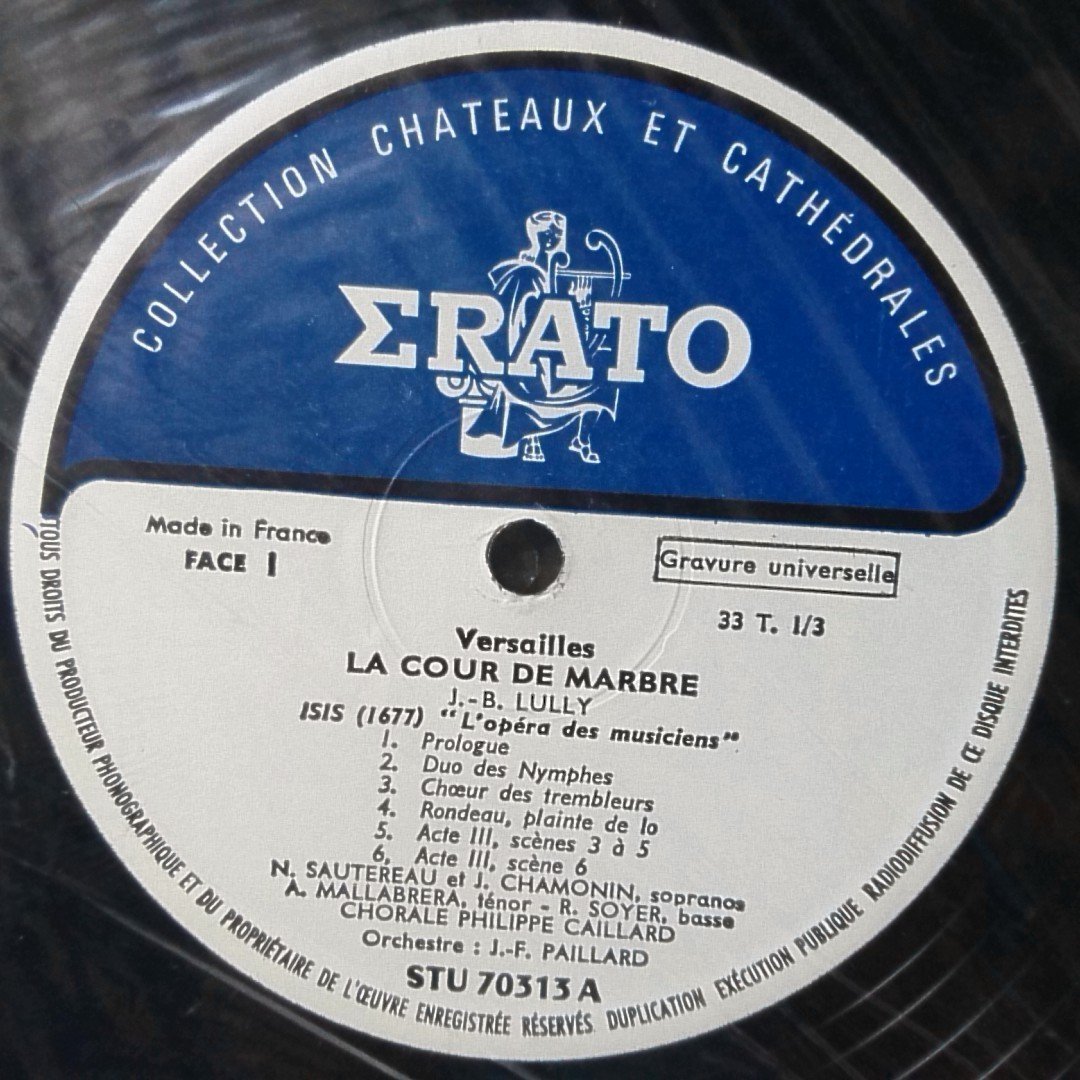 COLLECTION CHATEAUX ET CATHÉDRALES
ΣRATO
Made in France
FACE 1
Gravure universelle
33 T. 1/3
Versailles
LA COUR DE MARBRE
J.-B. LULLY
ISIS (1677) "L'opéra des musiciens"
1. Prologue
2. Duo des Nymphes
3. Chœur des trembleurs
4. Rondeau, plainte de Io
5. Acte III, scènes 3 à 5
6. Acte III, scène 6
N. SAUTEREAU et J. CHAMONIN, sopranos
A. MALLABRERA, ténor - R. SOYER, basse
CHORALE PHILIPPE CAILLARD
Orchestre : J.-F. PAILLARD
STU 70313 A
TOUS DROITS DU PRODUCTEUR PHONOGRAPHIQUE ET DU PROPRIÉTAIRE DE L'ŒUVRE ENREGISTRÉE RÉSERVÉS DUPLICATION EXÉCUTION PUBLIQUE RADIODIFFUSION DE CE DISQUE INTERDITES